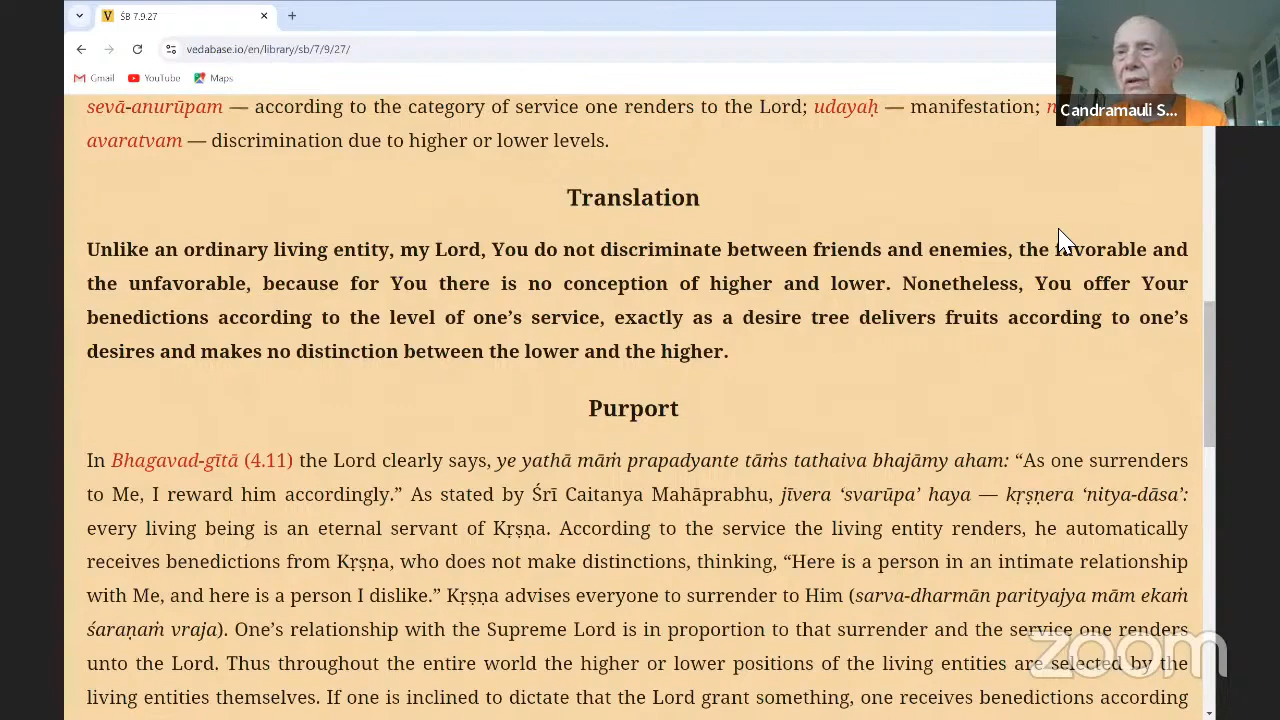 ŚB 7.9.27
vedabase.io/en/library/sb/7/9/27/
Gmail YouTube Maps
Candramauli S...
sevā-anurūpam — according to the category of service one renders to the Lord; udayaḥ — manifestation;
avaratvam — discrimination due to higher or lower levels.
Translation
Unlike an ordinary living entity, my Lord, You do not discriminate between friends and enemies, the favorable and
the unfavorable, because for You there is no conception of higher and lower. Nonetheless, You offer Your
benedictions according to the level of one’s service, exactly as a desire tree delivers fruits according to one’s
desires and makes no distinction between the lower and the higher.
Purport
In Bhagavad-gītā (4.11) the Lord clearly says, ye yathā māṁ prapadyante tāṁs tathaiva bhajāmy aham: “As one surrenders
to Me, I reward him accordingly.” As stated by Śrī Caitanya Mahāprabhu, jīvera ‘svarūpa’ haya — kṛṣṇera ‘nitya-dāsa’:
every living being is an eternal servant of Kṛṣṇa. According to the service the living entity renders, he automatically
receives benedictions from Kṛṣṇa, who does not make distinctions, thinking, “Here is a person in an intimate relationship
with Me, and here is a person I dislike.” Kṛṣṇa advises everyone to surrender to Him (sarva-dharmān parityajya mām ekaṁ
śaraṇaṁ vraja). One’s relationship with the Supreme Lord is in proportion to that surrender and the service one renders
unto the Lord. Thus throughout the entire world the higher or lower positions of the living entities are selected by the
living entities themselves. If one is inclined to dictate that the Lord grant something, one receives benedictions according
zoom